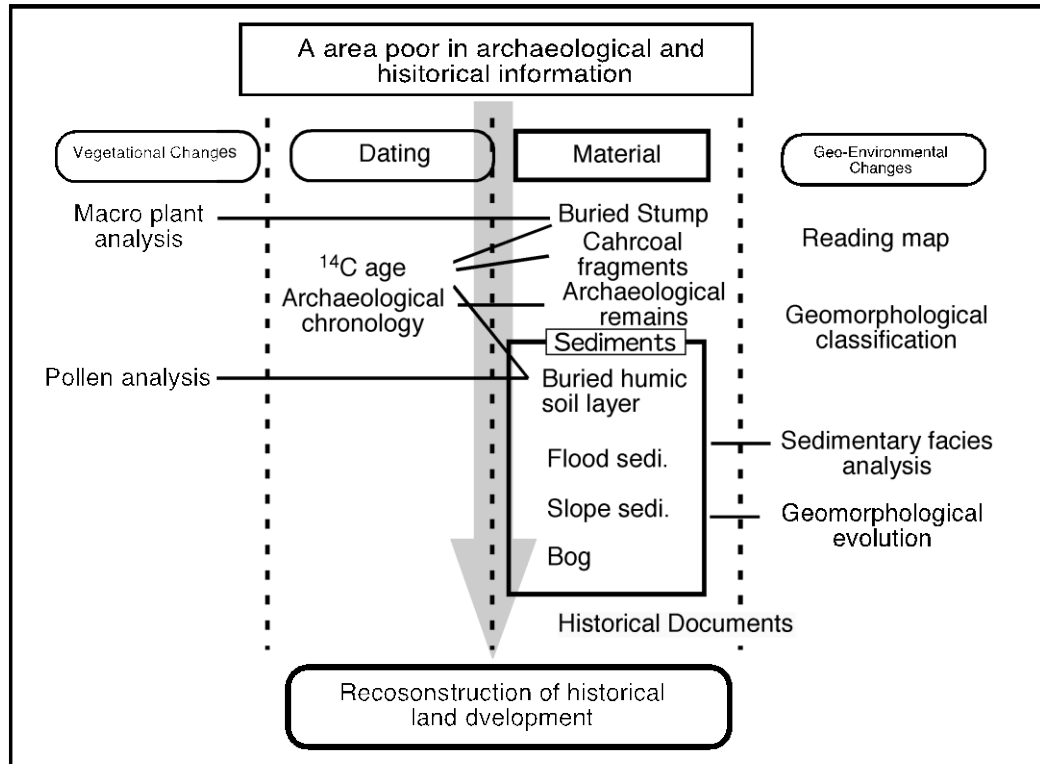 A area poor in archaeological and
hisitorical information
Vegetational Changes
Dating
Material
Geo-Environmental
Changes
Macro plant
analysis
Buried Stump
Cahrcoal
fragments
Reading map
14C age
Archaeological
chronology
Archaeological
remains
Geomorphological
classification
Sediments
Pollen analysis
Buried humic
soil layer
Flood sedi.
Sedimentary facies
analysis
Slope sedi.
Geomorphological
evolution
Bog
Historical Documents
Recosonstruction of historical
land dvelopment